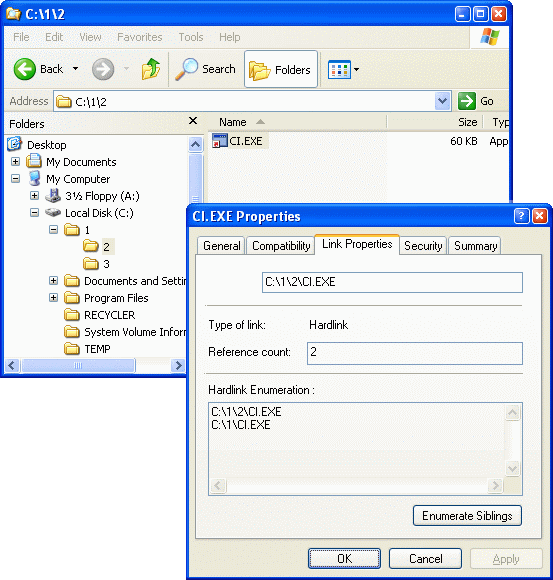 C:\1\2
File Edit View Favorites Tools Help
Back Search Folders
Address C:\1\2 Go
Folders
Name Size Typ
Desktop
CI.EXE 60 KB App
My Documents
My Computer
3½ Floppy (A:)
Local Disk (C:)
1
2
3
Documents and Settin
Program Files
RECYCLER
System Volume Inforr
TEMP
CI.EXE Properties
General Compatibility Link Properties Security Summary
C:\1\2\CI.EXE
Type of link: Hardlink
Reference count: 2
Hardlink Enumeration :
C:\1\2\CI.EXE
C:\1\CI.EXE
Enumerate Siblings
OK Cancel Apply